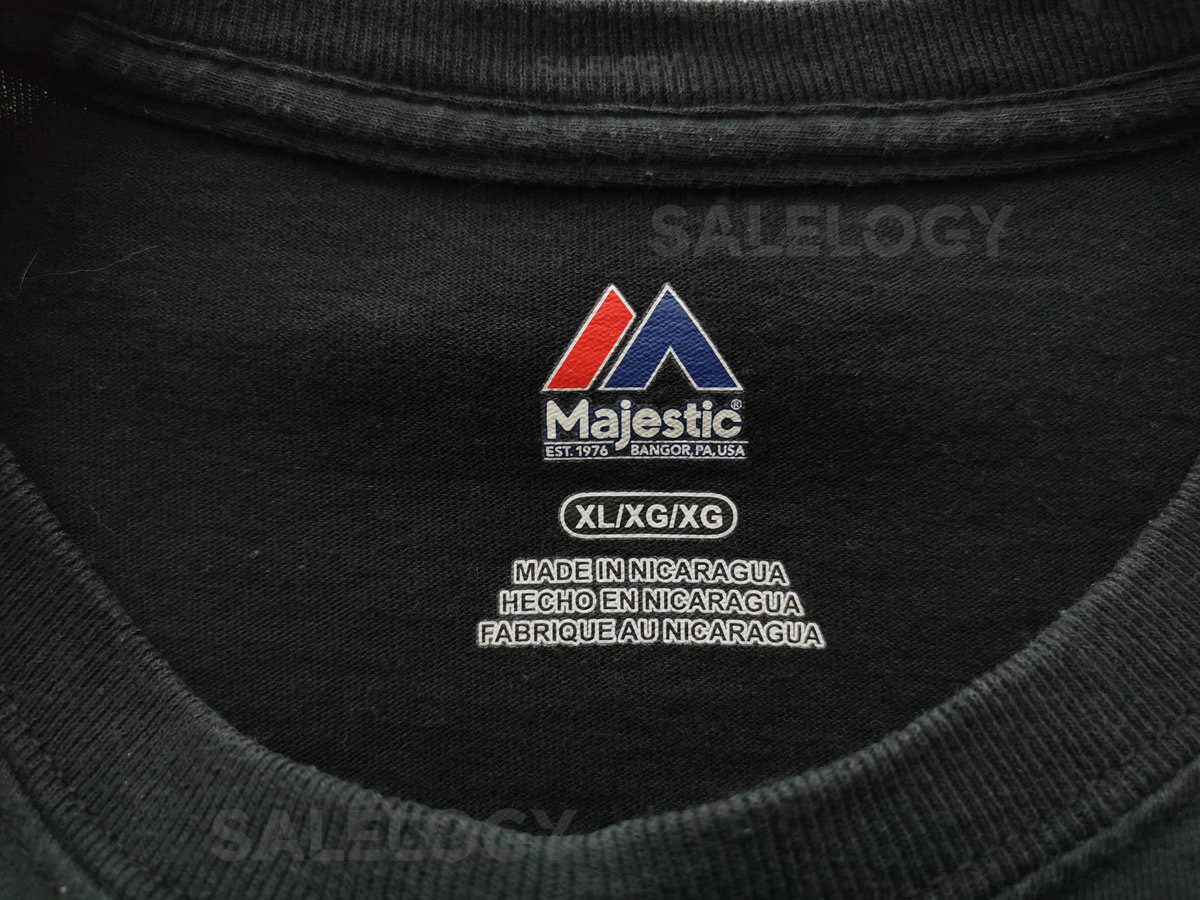 SALELOGY
SALELOGY
Majestic®
EST. 1976 BANGOR, PA, USA
XL/XG/XG
MADE IN NICARAGUA
HECHO EN NICARAGUA
FABRIQUE AU NICARAGUA
SALELOGY